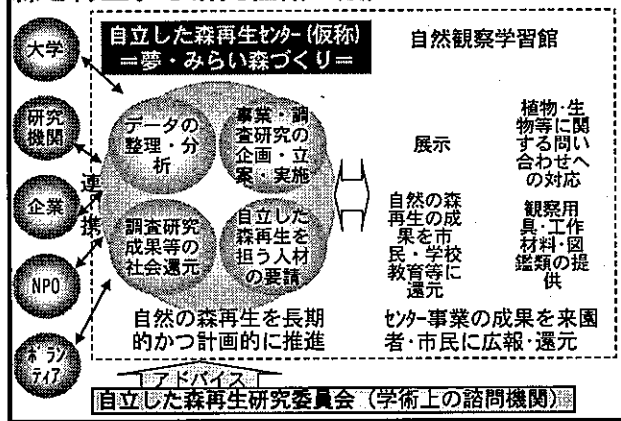 大学
研究
機関
企業
NPO
ボラン
ティア
連
携
自立した森再生センター(仮称)
＝夢・みらい森づくり＝
データの
整理・分
析
事業・調
査研究の
企画・立
案・実施
調査研究
成果等の
社会還元
自立した
森再生を
担う人材
の要請
自然の森再生を長期
的かつ計画的に推進
自然観察学習館
展示
植物・生
物等に関
する問い
合わせへ
の対応
自然の森
再生の成
果を市
民・学校
教育等に
還元
観察用
具・工作
材料・図
鑑類の提
供
センター事業の成果を来園
者・市民に広報・還元
アドバイス
自立した森再生研究委員会（学術上の諮問機関）